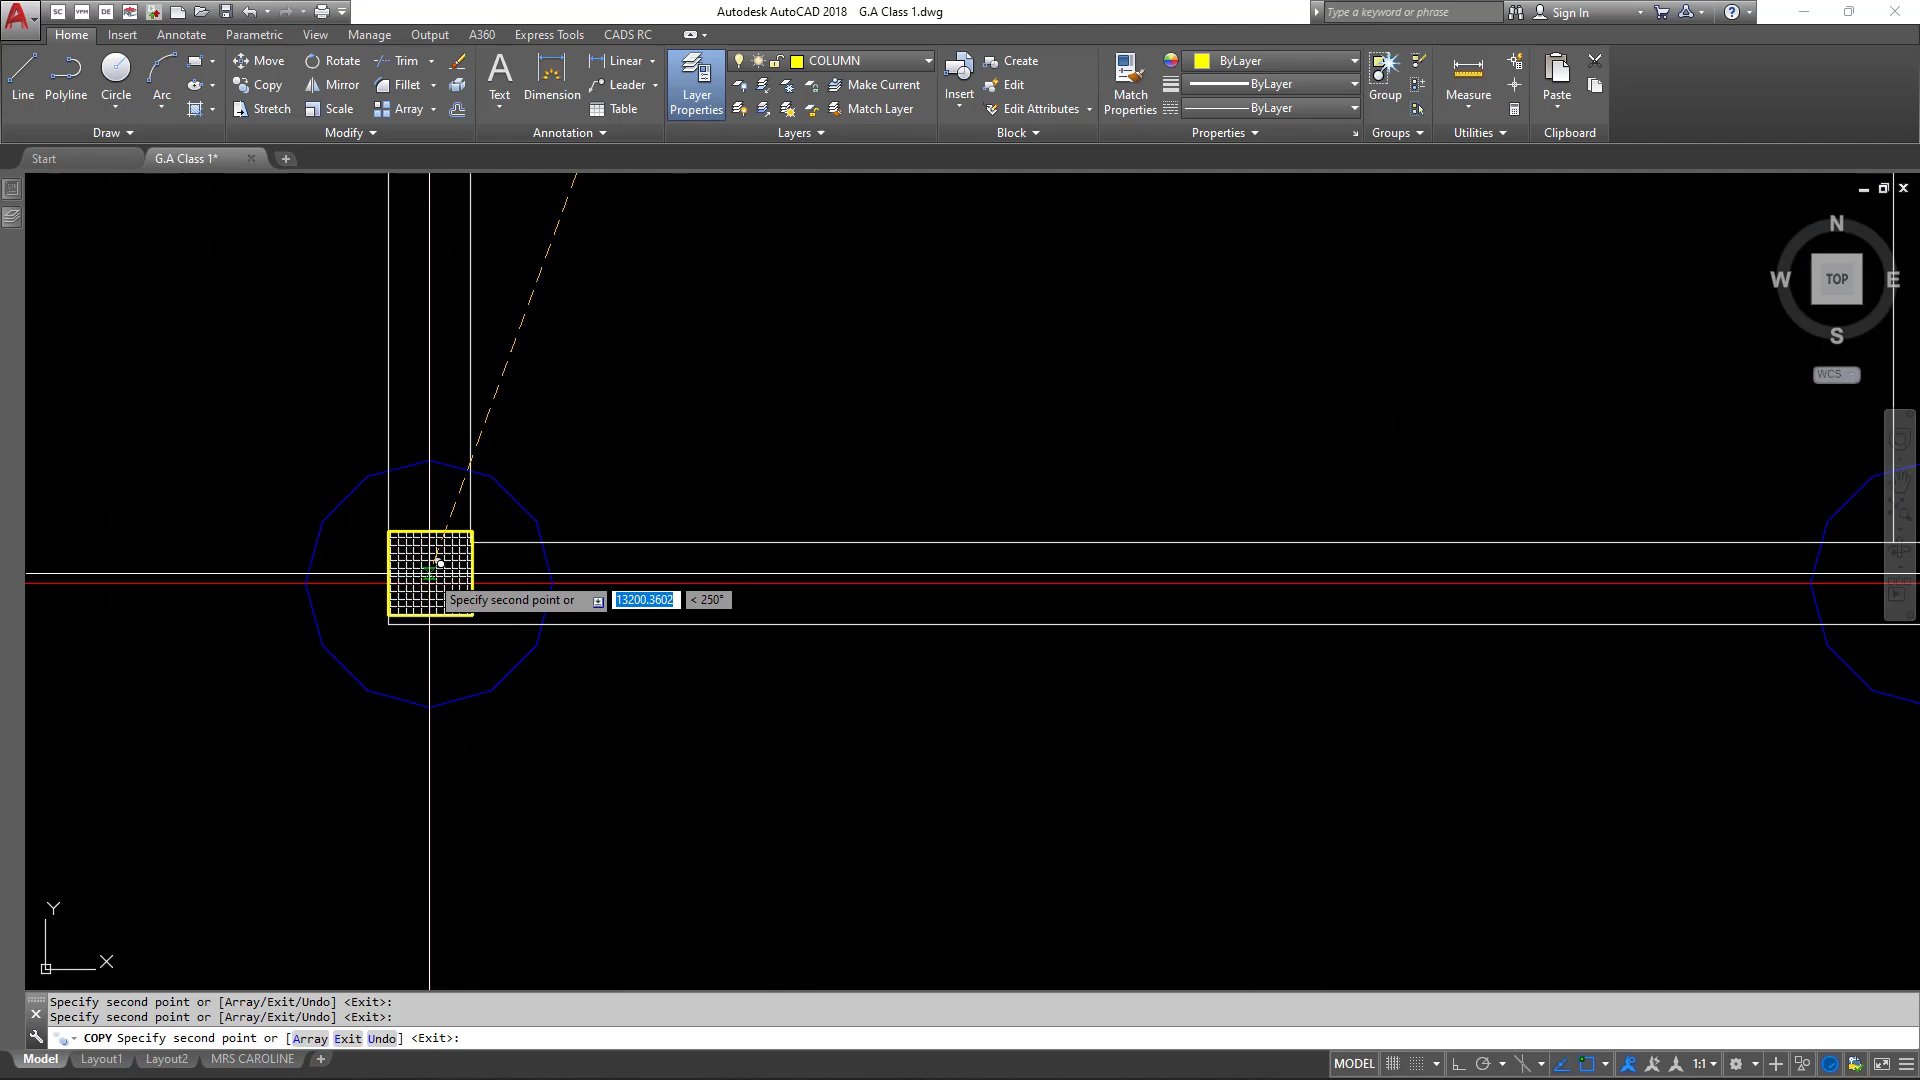 SC VPM DE Autodesk AutoCAD 2018 G.A Class 1.dwg Type a keyword or phrase Sign In
Home Insert Annotate Parametric View Manage Output A360 Express Tools CADS RC
Line Polyline Circle Arc
Move Rotate Trim
Copy Mirror Fillet
Stretch Scale Array
Text Dimension
Linear
Leader
Table
Layer Properties
COLUMN
Make Current
Match Layer
Insert
Create
Edit
Edit Attributes
Match Properties
ByLayer
ByLayer
ByLayer
Group
Measure
Paste
Draw Modify Annotation Layers Block Properties Groups Utilities Clipboard
Start G.A Class 1*
N
W TOP E
S
WCS
Specify second point or 13200.3602 < 250°
Y
X
Specify second point or [Array/Exit/Undo] <Exit>:
Specify second point or [Array/Exit/Undo] <Exit>:
COPY Specify second point or [Array Exit Undo] <Exit>:
Model Layout1 Layout2 MRS CAROLINE
MODEL 1:1